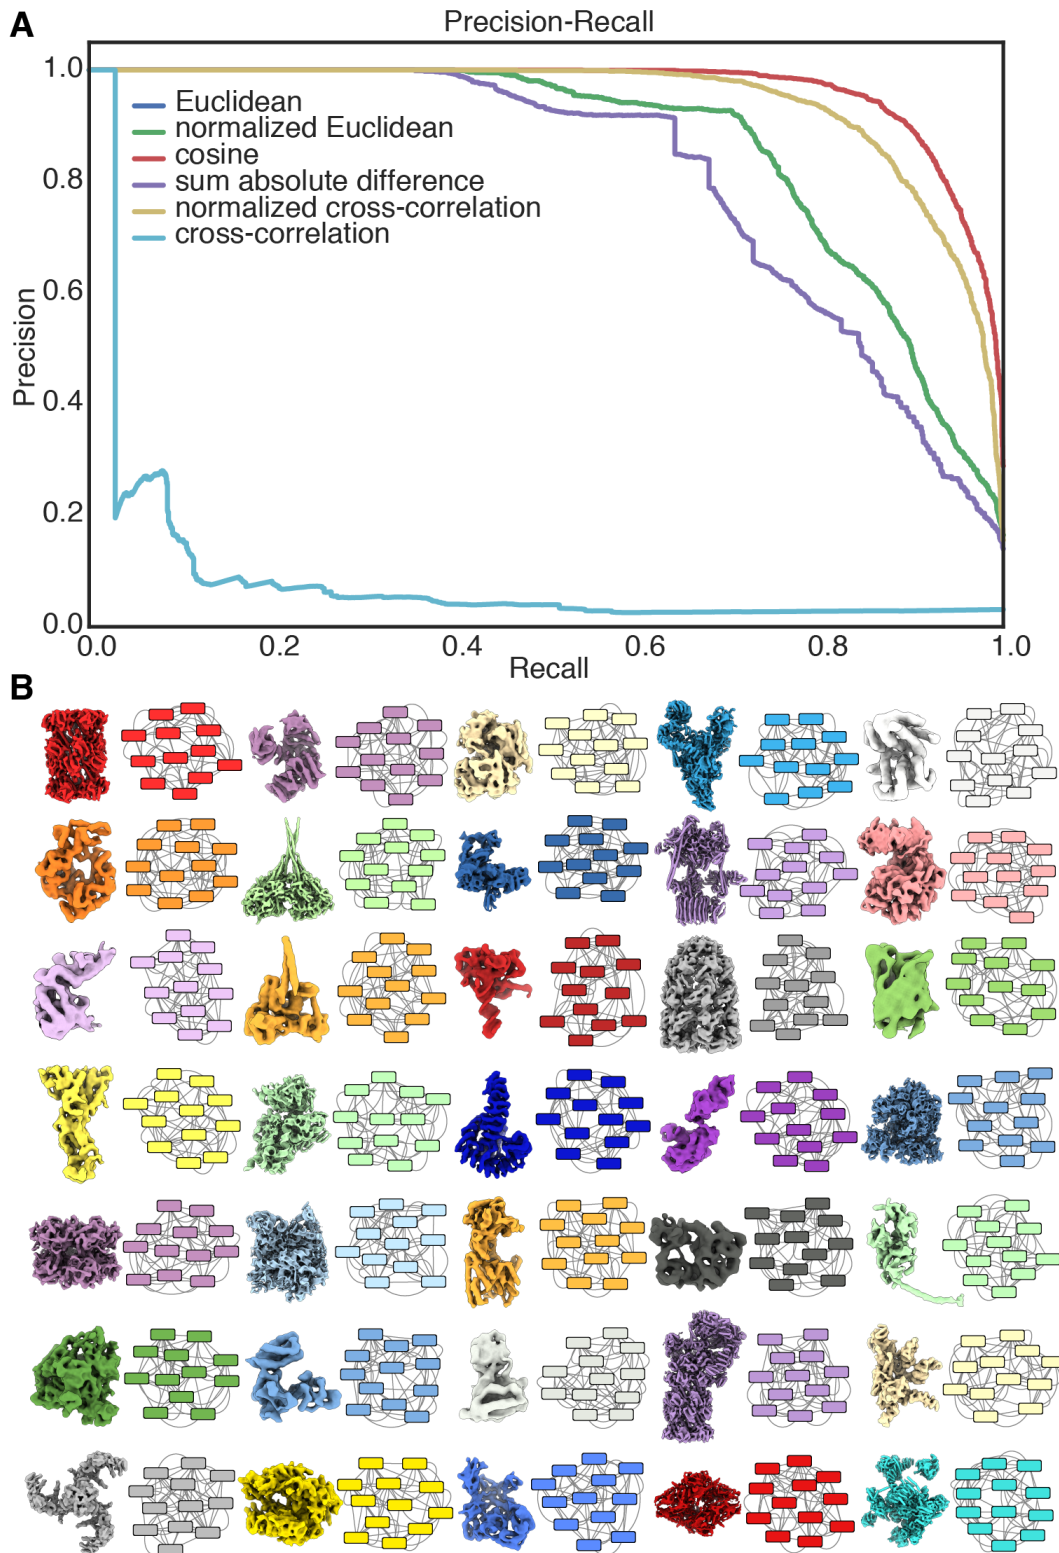 A
Precision-Recall
1.0
0.8
0.6
0.4
0.2
0.0
Precision
Euclidean
normalized Euclidean
cosine
sum absolute difference
normalized cross-correlation
cross-correlation
0.0 0.2 0.4 0.6 0.8 1.0
Recall
B